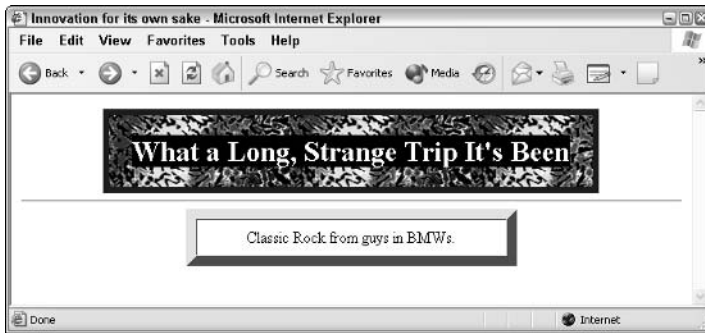 Innovation for its own sake - Microsoft Internet Explorer
File Edit View Favorites Tools Help
Back Search Favorites Media »
What a Long, Strange Trip It's Been
Classic Rock from guys in BMWs.
Done Internet